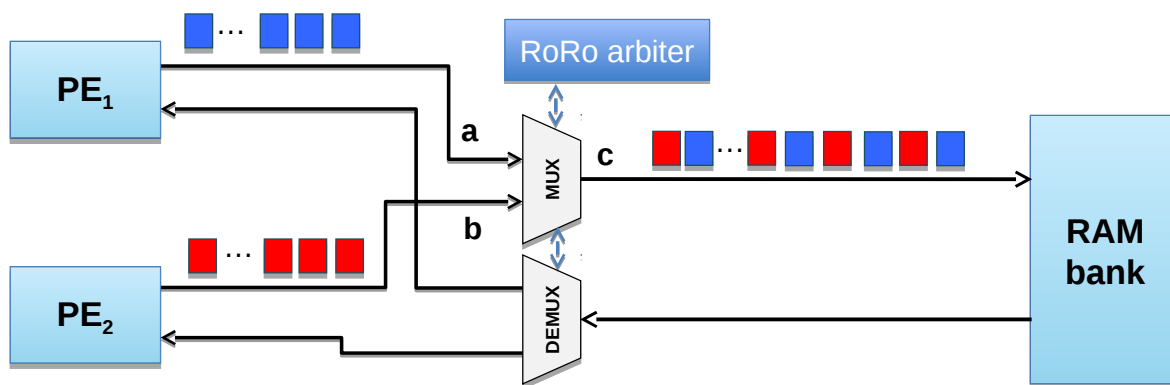 ... 
RoRo arbiter
PE1
a
MUX
c
...
b
RAM
bank
...
PE2
DEMUX